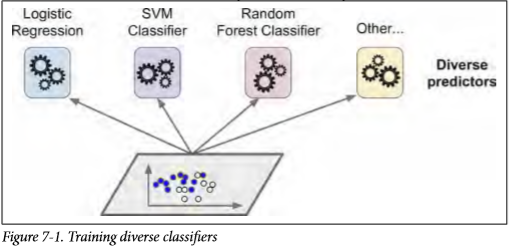 Logistic
Regression
SVM
Classifier
Random
Forest Classifier
Other...
Diverse
predictors
Figure 7-1. Training diverse classifiers